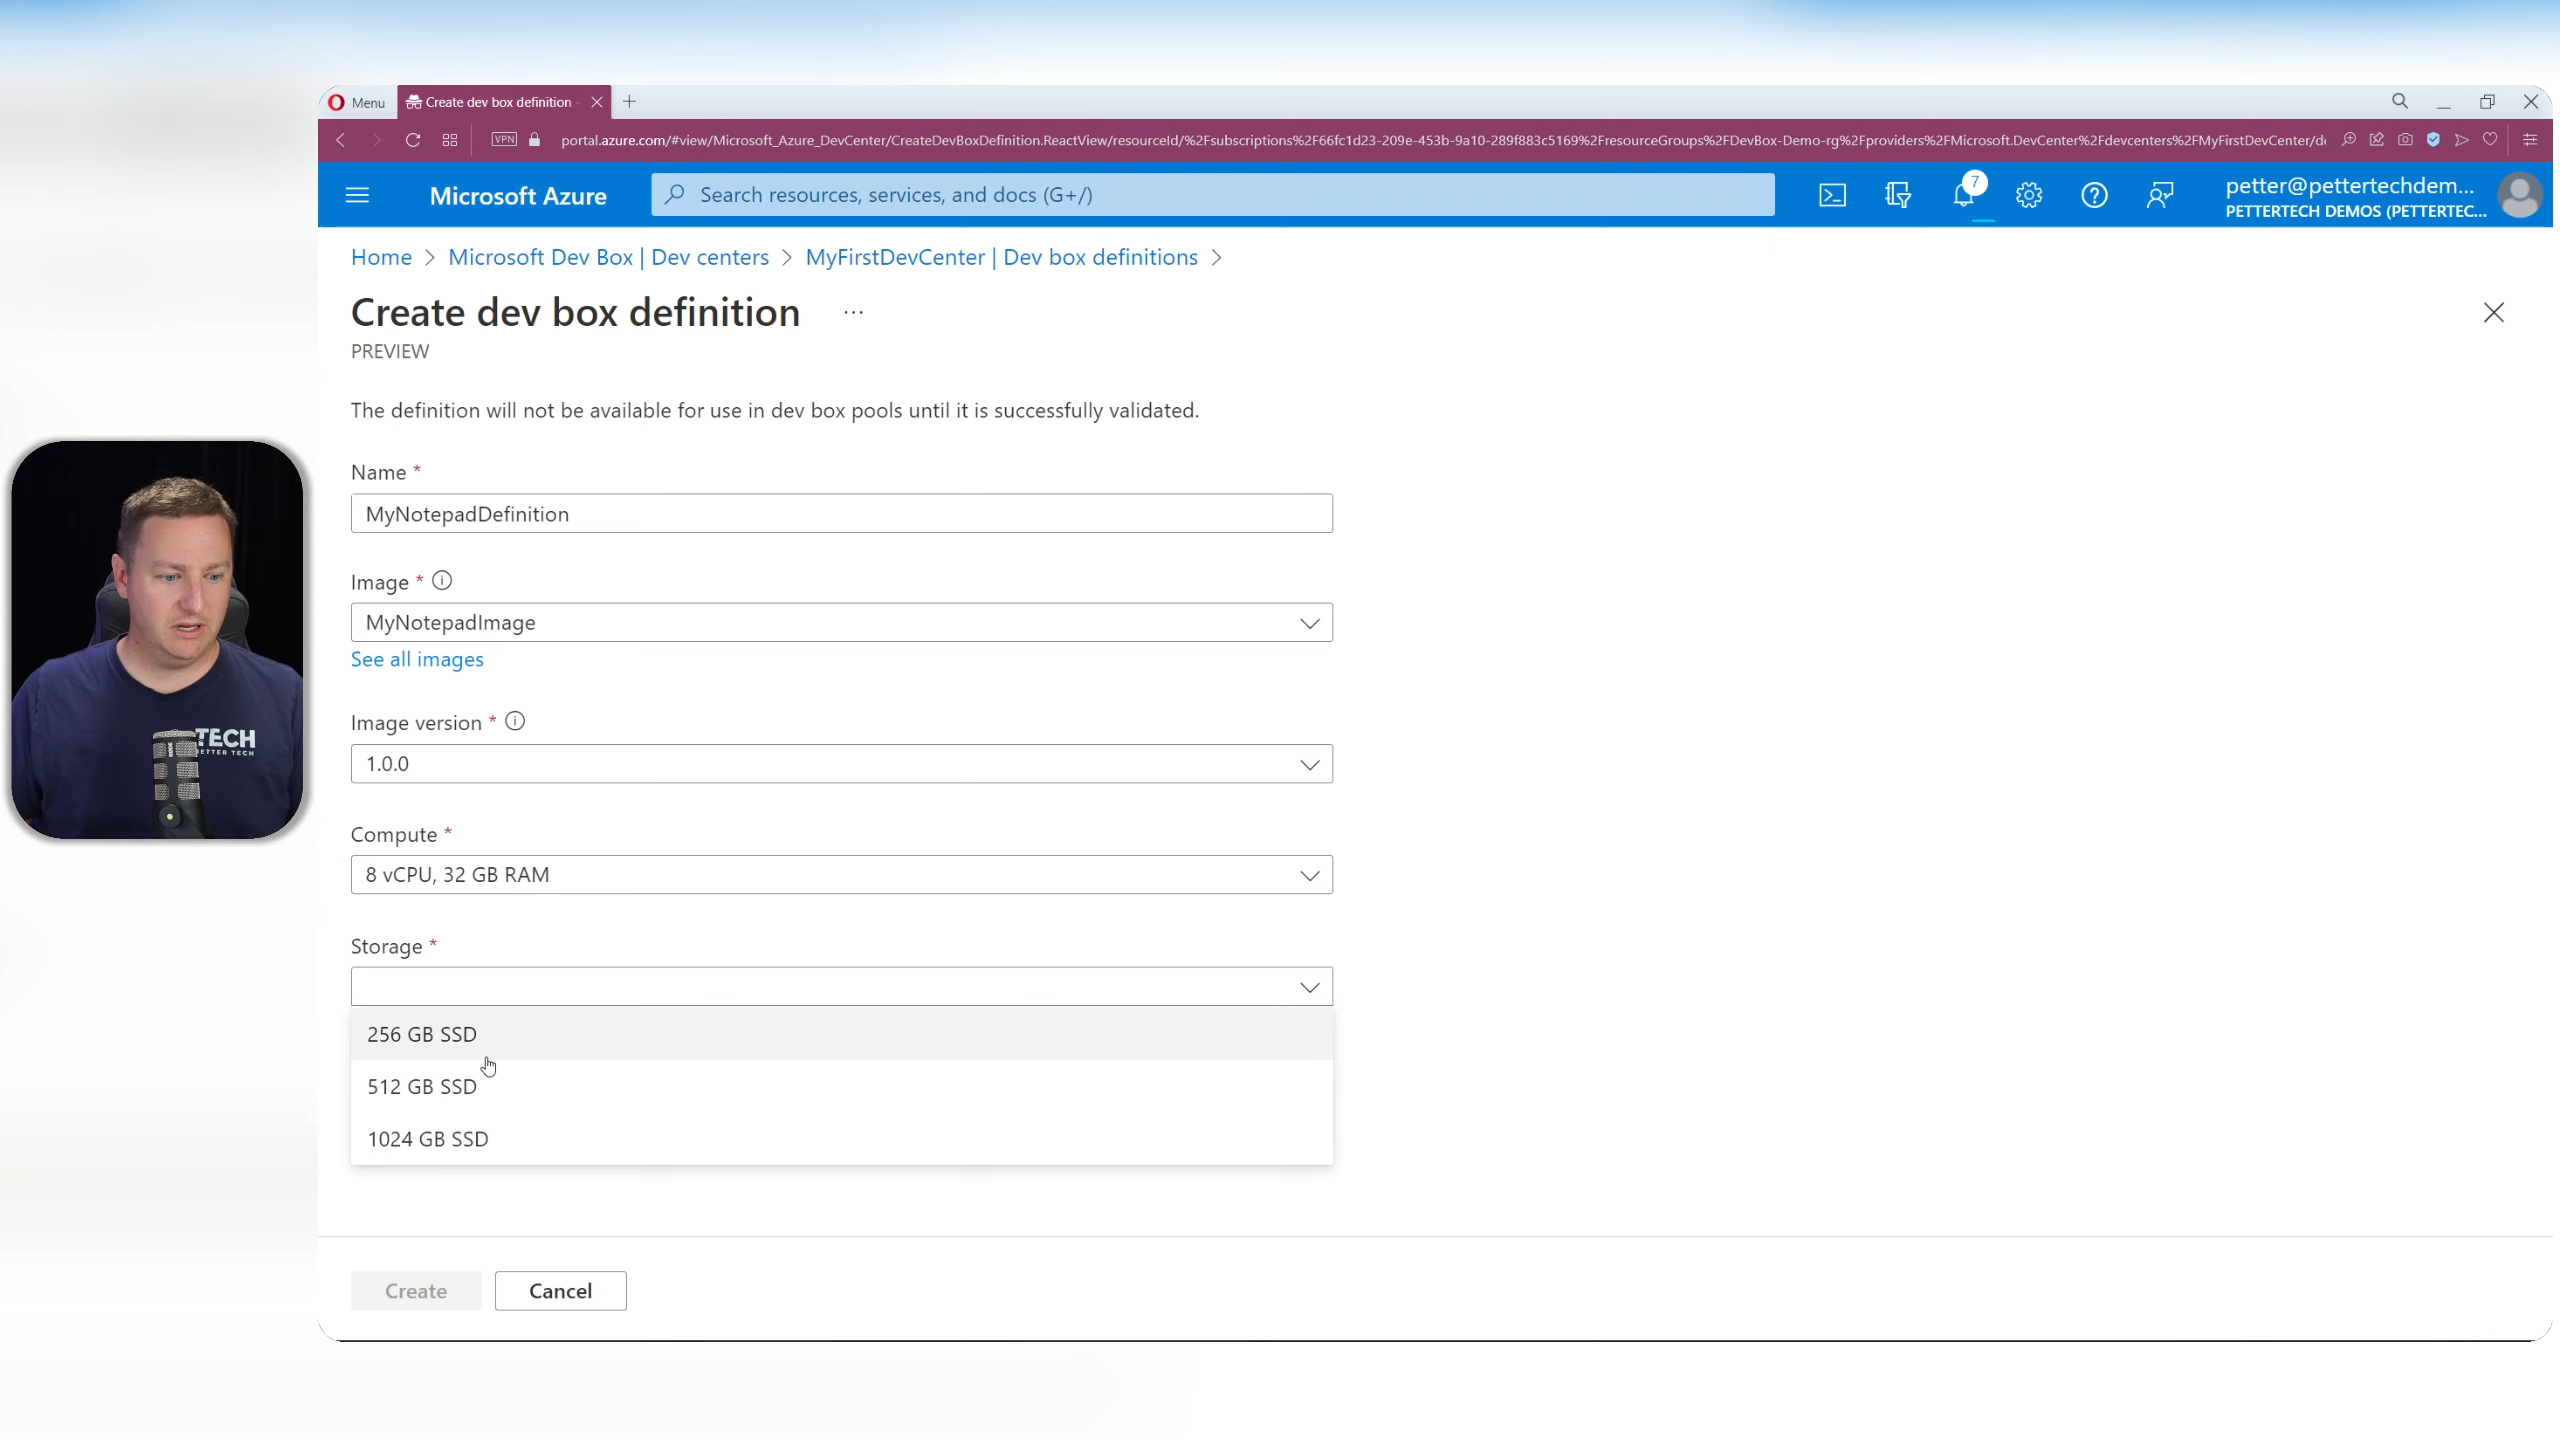 Menu
Create dev box definition -
VPN
portal.azure.com/#view/Microsoft_Azure_DevCenter/CreateDevBoxDefinition.ReactView/resourceId/%2Fsubscriptions%2F66fc1d23-209e-453b-9a10-289f883c5169%2FresourceGroups%2FDevBox-Demo-rg%2Fproviders%2FMicrosoft.DevCenter%2Fdevcenters%2FMyFirstDevCenter/d
Microsoft Azure
Search resources, services, and docs (G+/)
7
petter@pettertechdem...
PETTERTECH DEMOS (PETTERTEC...
Home > Microsoft Dev Box | Dev centers > MyFirstDevCenter | Dev box definitions >
Create dev box definition ...
PREVIEW
The definition will not be available for use in dev box pools until it is successfully validated.
Name *
MyNotepadDefinition
Image *
MyNotepadImage
See all images
Image version *
1.0.0
Compute *
8 vCPU, 32 GB RAM
Storage *
256 GB SSD
512 GB SSD
1024 GB SSD
Create
Cancel
TECH
ETTER TECH